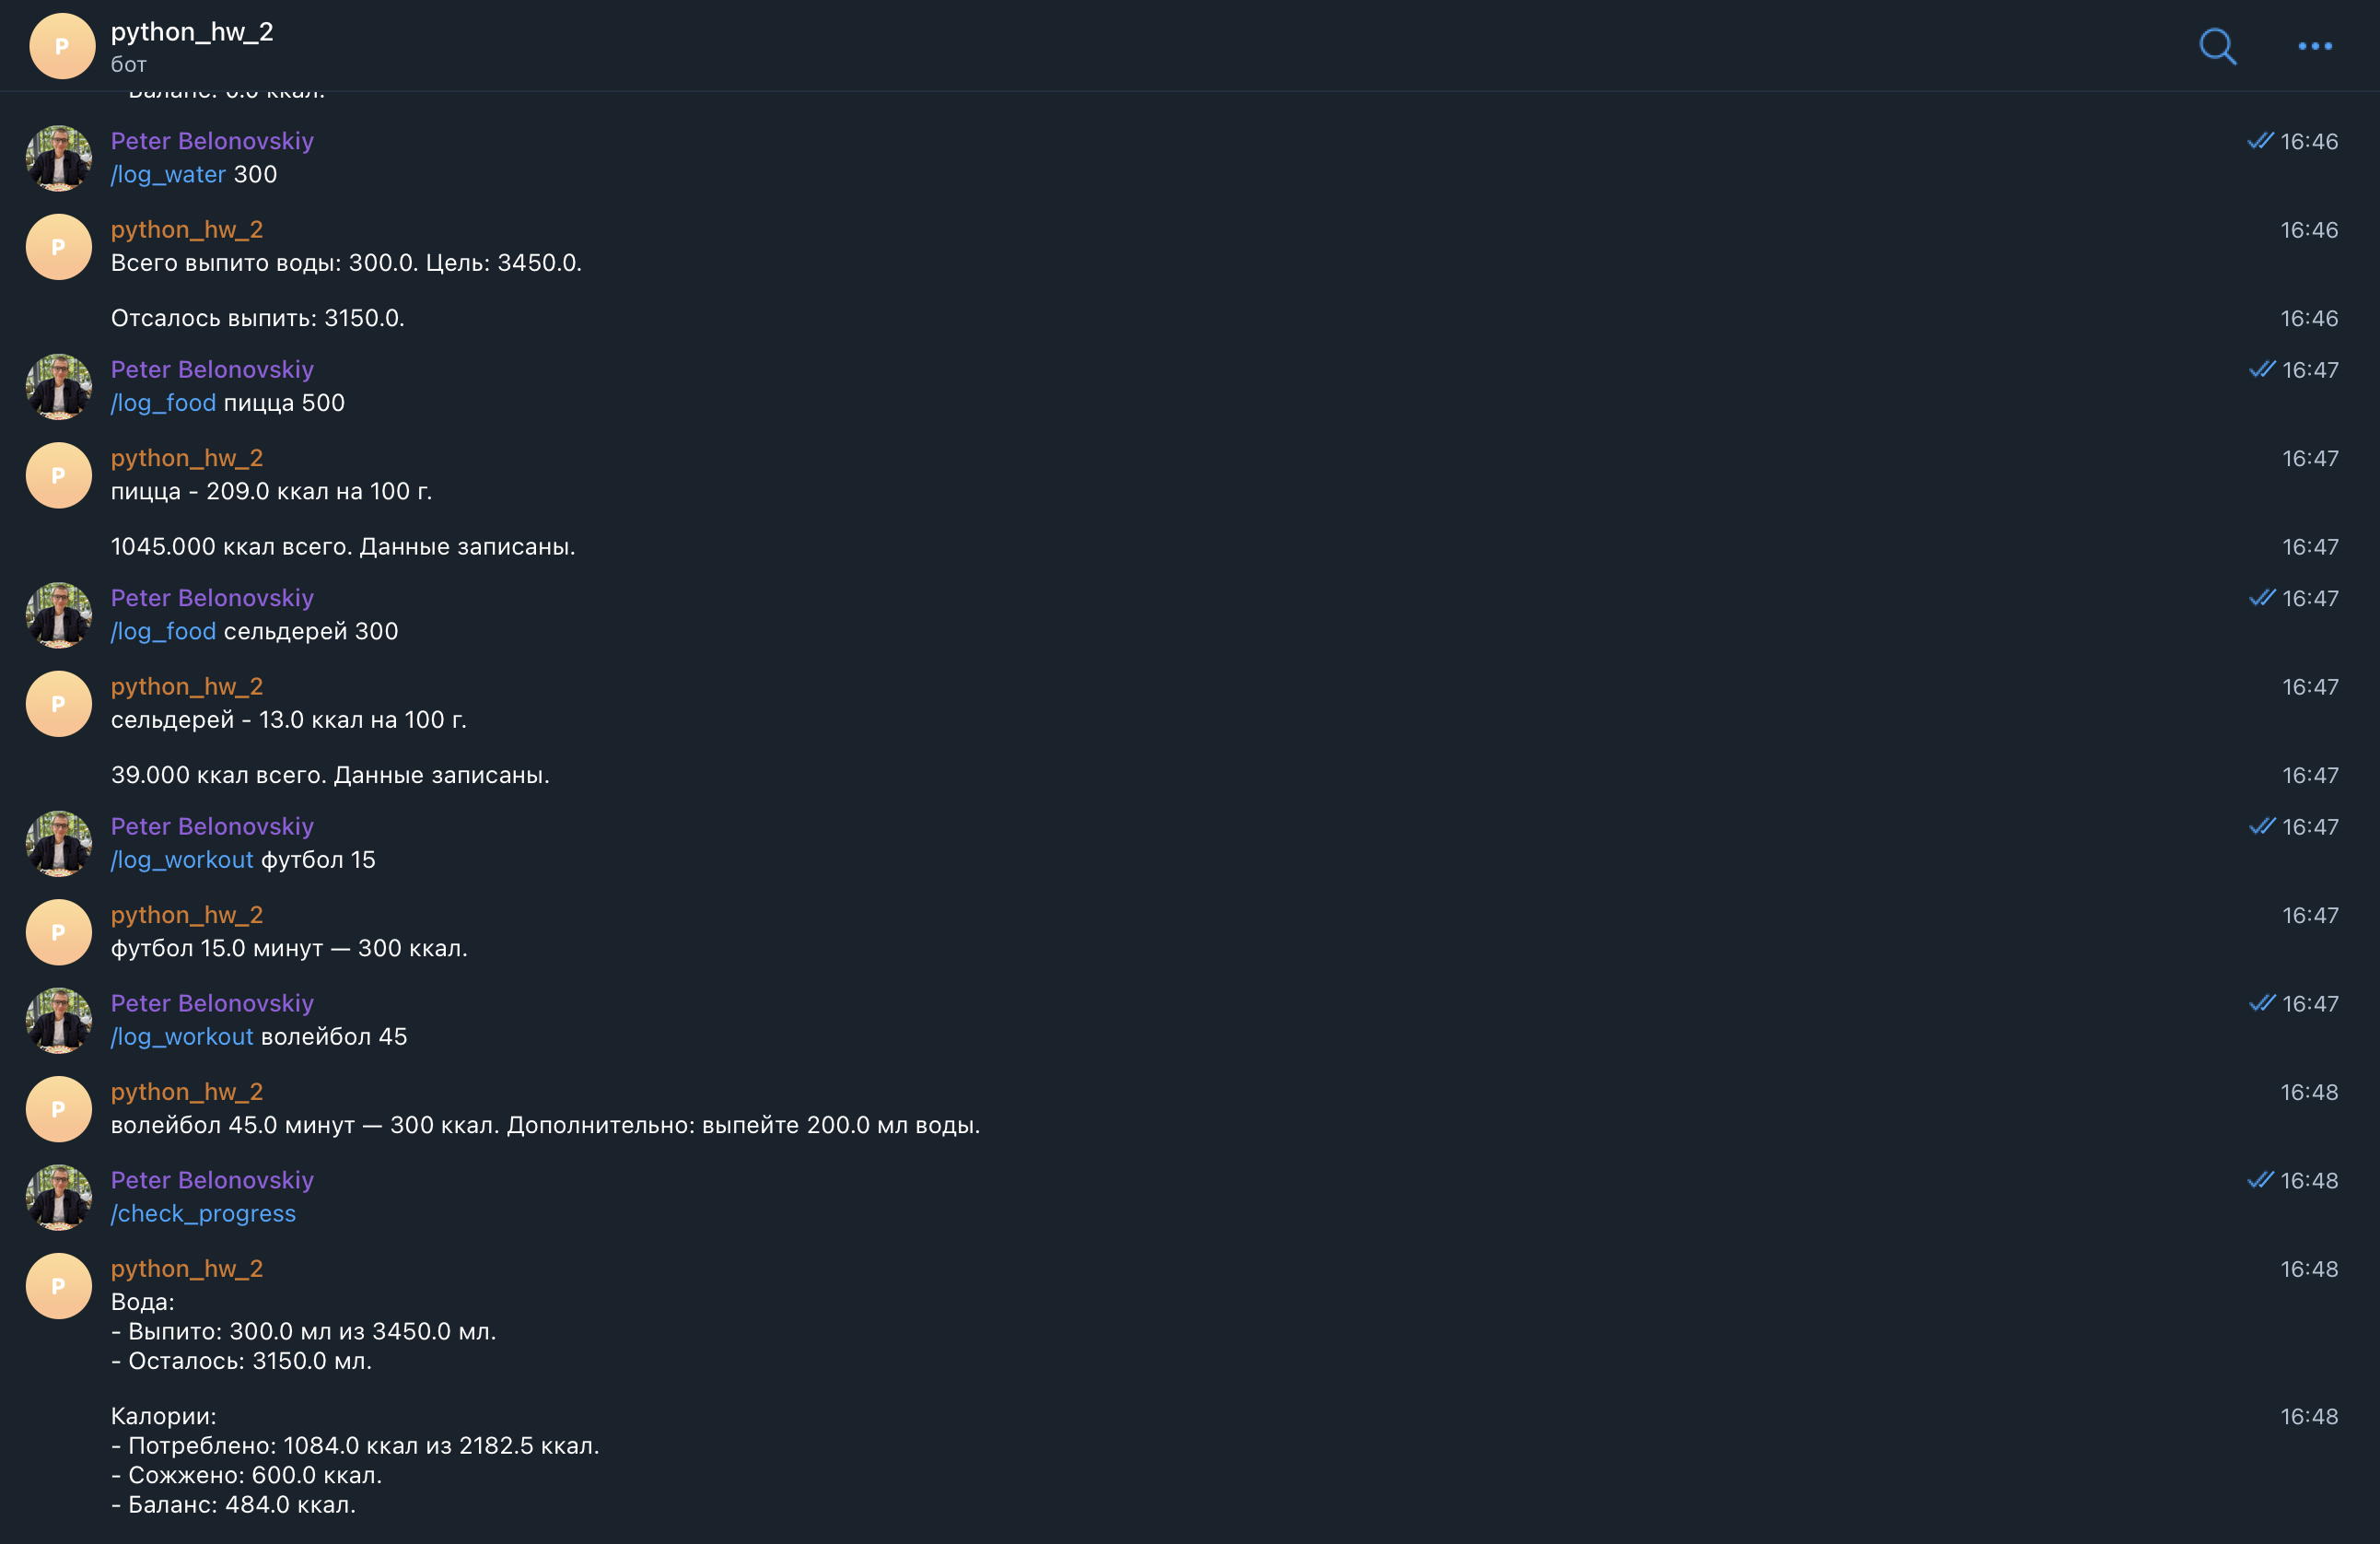 P
python_hw_2
бот
- Баланс: 0.0 ккал.
Peter Belonovskiy
16:46
/log_water 300
P
python_hw_2
16:46
Всего выпито воды: 300.0. Цель: 3450.0.
Отсалось выпить: 3150.0.
16:46
Peter Belonovskiy
16:47
/log_food пицца 500
P
python_hw_2
16:47
пицца - 209.0 ккал на 100 г.
1045.000 ккал всего. Данные записаны.
16:47
Peter Belonovskiy
16:47
/log_food сельдерей 300
P
python_hw_2
16:47
сельдерей - 13.0 ккал на 100 г.
39.000 ккал всего. Данные записаны.
16:47
Peter Belonovskiy
16:47
/log_workout футбол 15
P
python_hw_2
16:47
футбол 15.0 минут — 300 ккал.
Peter Belonovskiy
16:47
/log_workout волейбол 45
P
python_hw_2
16:48
волейбол 45.0 минут — 300 ккал. Дополнительно: выпейте 200.0 мл воды.
Peter Belonovskiy
16:48
/check_progress
P
python_hw_2
16:48
Вода:
- Выпито: 300.0 мл из 3450.0 мл.
- Осталось: 3150.0 мл.
Калории:
16:48
- Потреблено: 1084.0 ккал из 2182.5 ккал.
- Сожжено: 600.0 ккал.
- Баланс: 484.0 ккал.